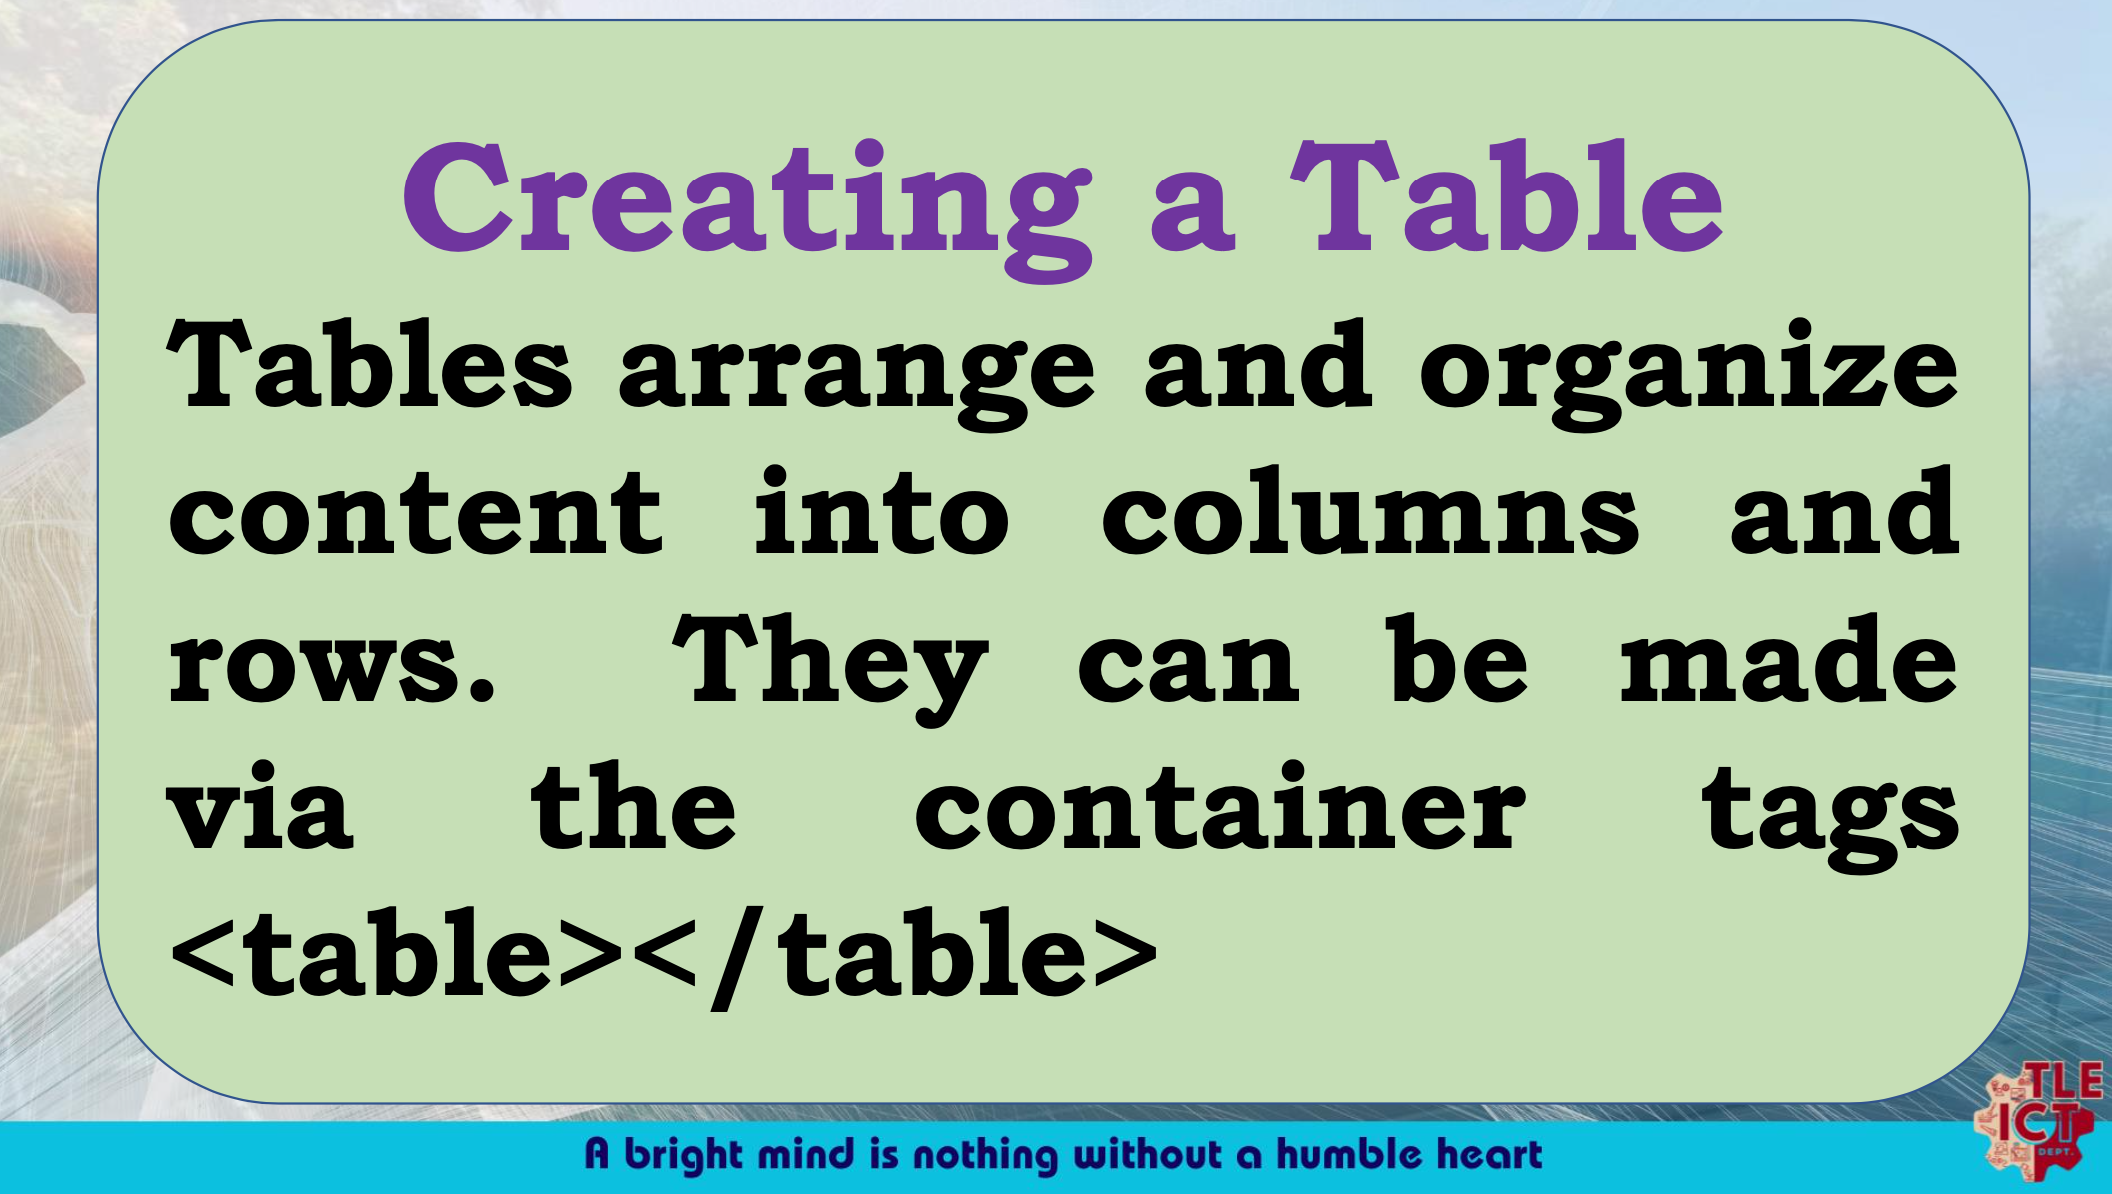 Creating a Table
Tables arrange and organize
content into columns and
rows. They can be made
via the container tags
<table></table>
A bright mind is nothing without a humble heart
TLE
ICT
DEPT.